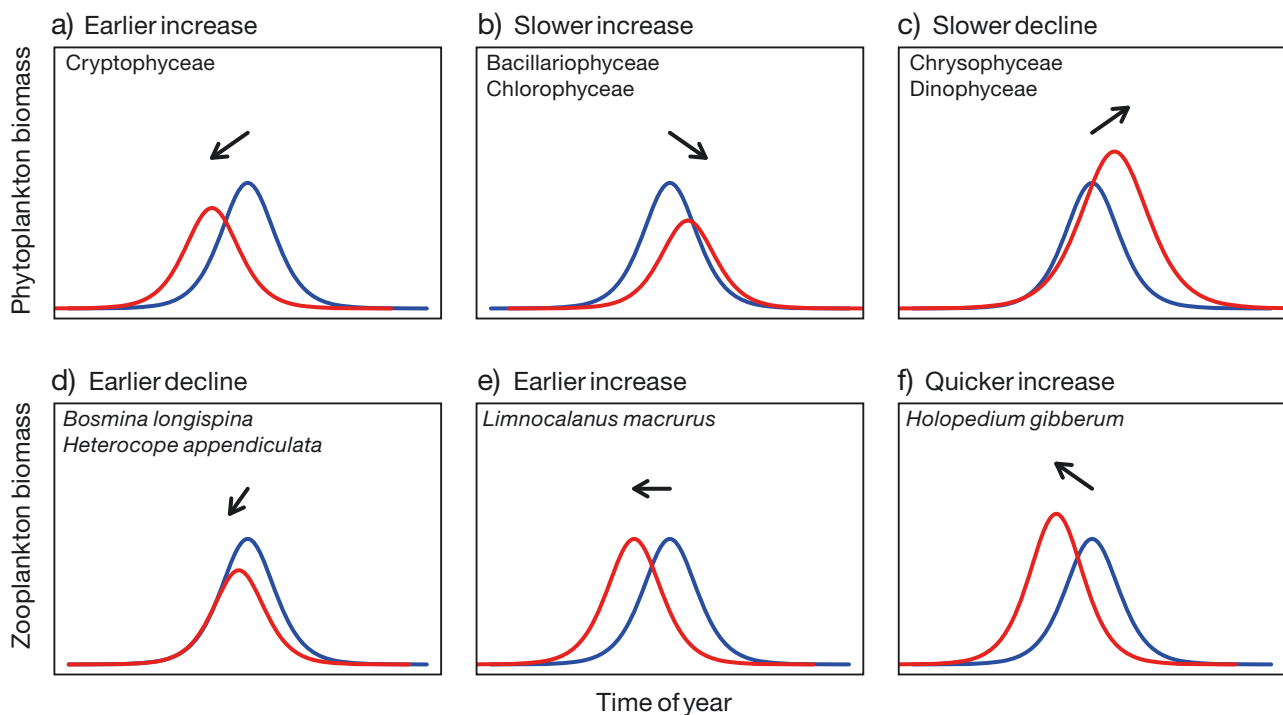 a) Earlier increase
b) Slower increase
c) Slower decline
Phytoplankton biomass
Cryptophyceae
Bacillariophyceae
Chlorophyceae
Chrysophyceae
Dinophyceae
d) Earlier decline
e) Earlier increase
f) Quicker increase
Zooplankton biomass
Bosmina longispina
Heterocope appendiculata
Limnocalanus macrurus
Holopedium gibberum
Time of year